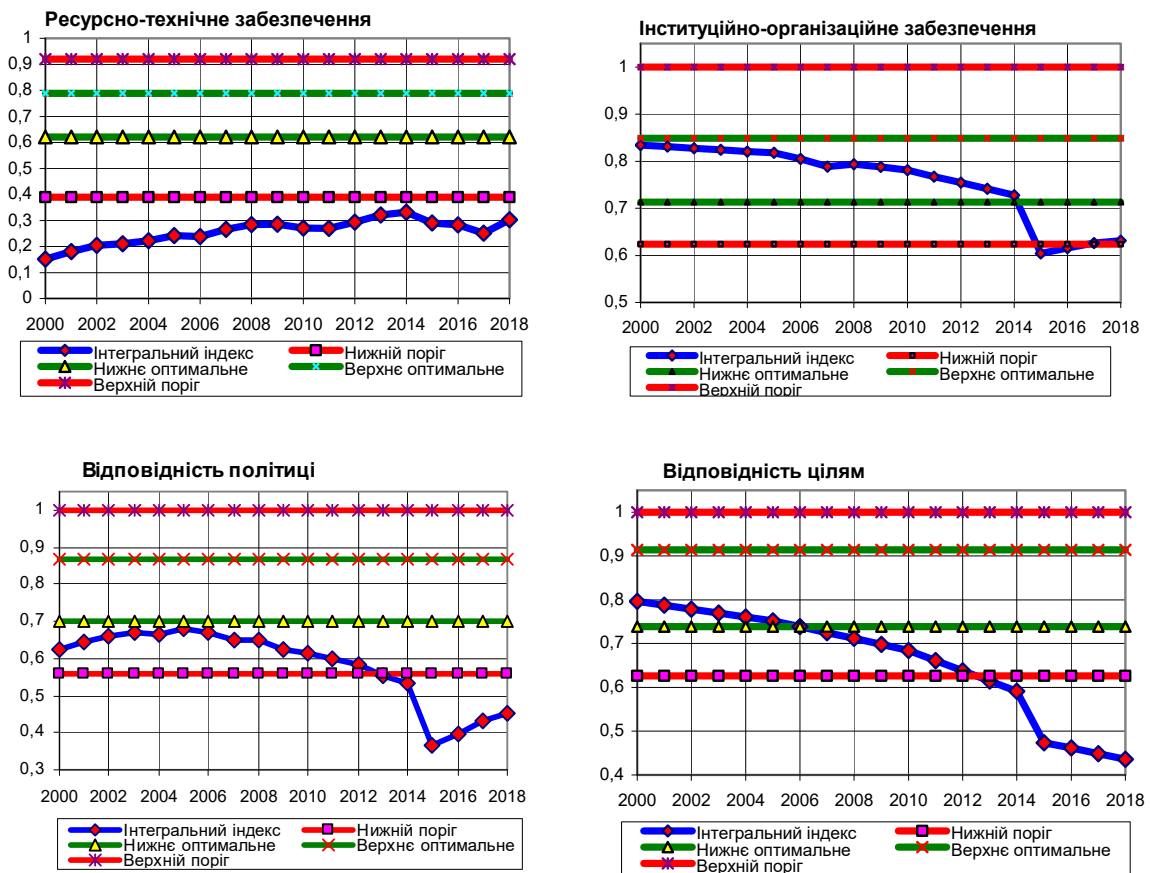 Ресурсно-технічне забезпечення
1
0,9
0,8
0,7
0,6
0,5
0,4
0,3
0,2
0,1
0
2000 2002 2004 2006 2008 2010 2012 2014 2016 2018
Інтегральний індекс Нижній поріг
Нижнє оптимальне Верхнє оптимальне
Верхній поріг
Інституційно-організаційне забезпечення
1
0,9
0,8
0,7
0,6
0,5
2000 2002 2004 2006 2008 2010 2012 2014 2016 2018
Інтегральний індекс Нижній поріг
Нижнє оптимальне Верхнє оптимальне
Верхній поріг
Відповідність політиці
1
0,9
0,8
0,7
0,6
0,5
0,4
0,3
2000 2002 2004 2006 2008 2010 2012 2014 2016 2018
Інтегральний індекс Нижній поріг
Нижнє оптимальне Верхнє оптимальне
Верхній поріг
Відповідність цілям
1
0,9
0,8
0,7
0,6
0,5
0,4
2000 2002 2004 2006 2008 2010 2012 2014 2016 2018
Інтегральний індекс Нижній поріг
Нижнє оптимальне Верхнє оптимальне
Верхній поріг